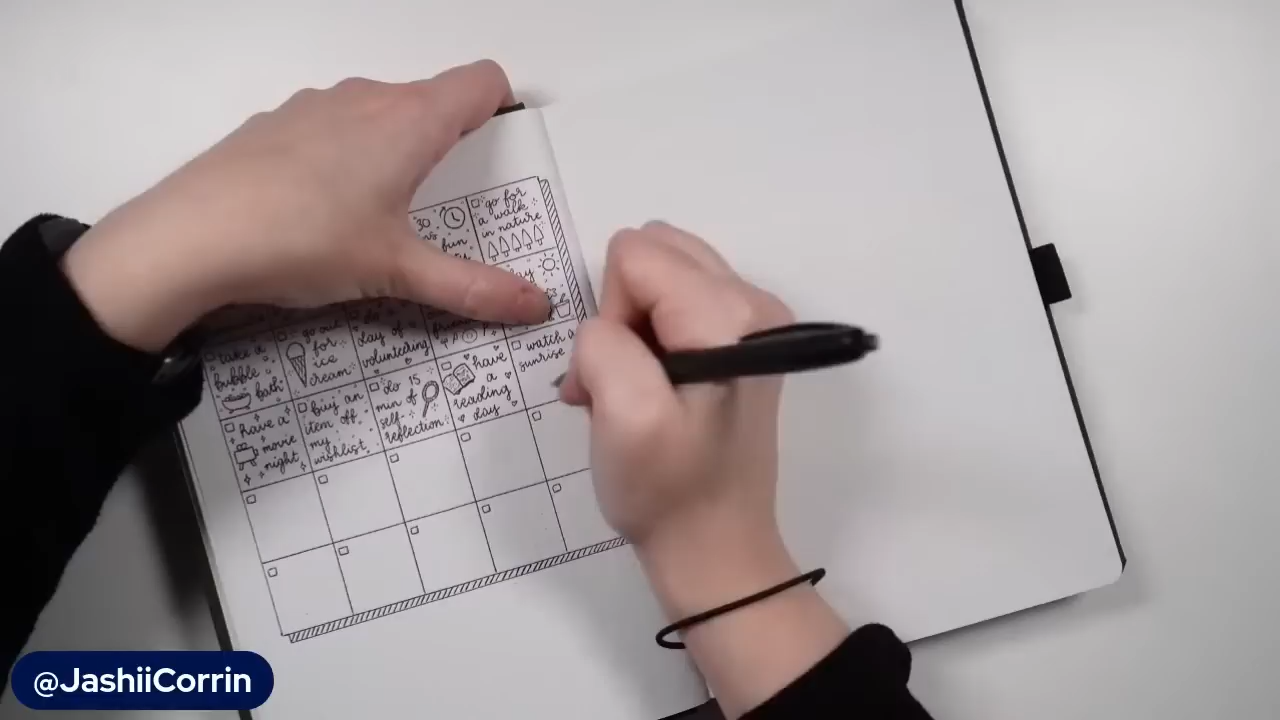 30
fun
go for
a walk
in nature
take a
bubble
bath
go out
for
ice
cream
do
day of
volunteering
have a
movie
night
buy an
item off
my
wishlist
do 15
min of
self-
reflection
have
a
reading
day
watch a
sunrise
@JashiiCorrin